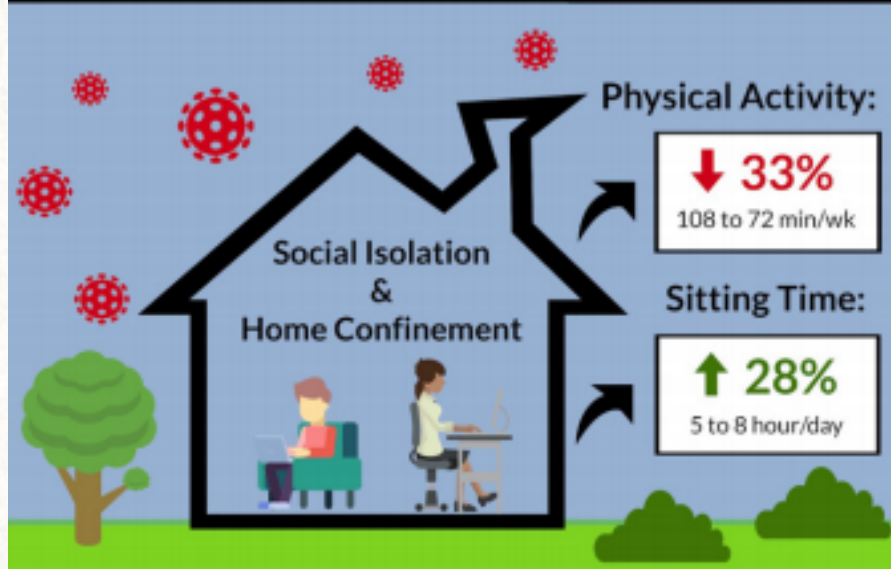 Physical Activity:
33%
108 to 72 min/wk
Social Isolation
&
Home Confinement
Sitting Time:
28%
5 to 8 hour/day